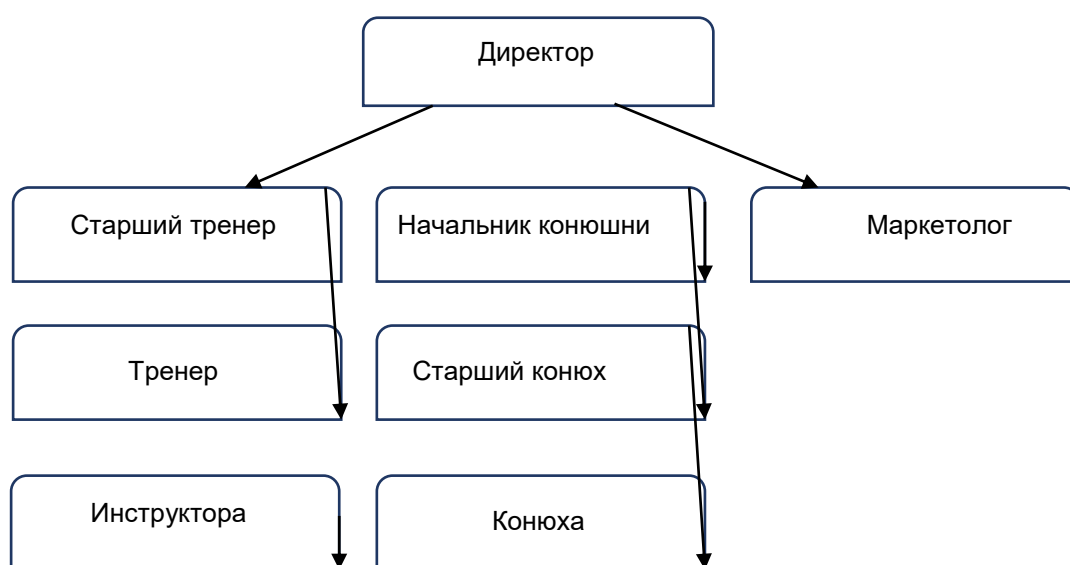 Директор
Старший тренер
Начальник конюшни
Маркетолог
Тренер
Старший конюх
Инструктора
Конюха